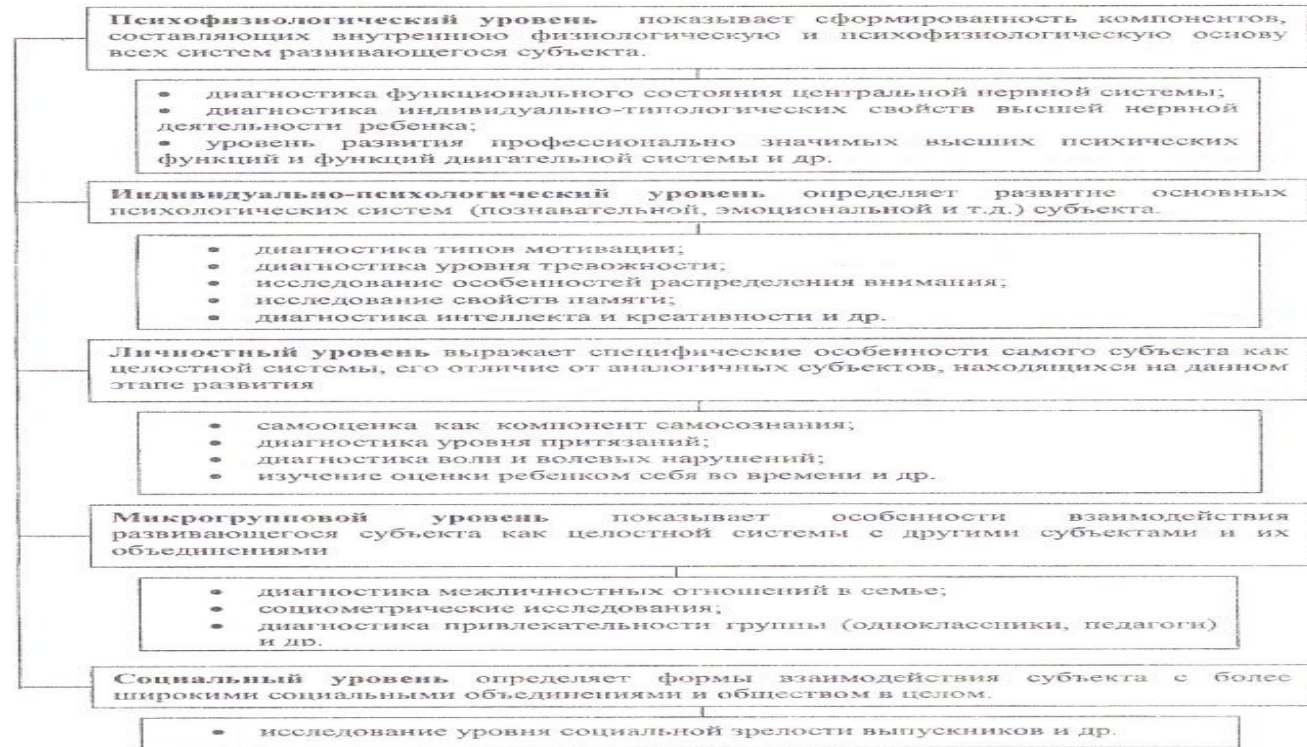 Психофизиологический уровень показывает сформированность компонентов,
составляющих внутреннюю физиологическую и психофизиологическую основу
всех систем развивающегося субъекта.
• диагностика функционального состояния центральной нервной системы;
• диагностика индивидуально-типологических свойств высшей нервной
деятельности ребенка;
• уровень развития профессионально значимых высших психических
функций и функций двигательной системы и др.
Индивидуально-психологический уровень определяет развитие основных
психологических систем (познавательной, эмоциональной и т.д.) субъекта.
• диагностика типов мотивации;
• диагностика уровня тревожности;
• исследование особенностей распределения внимания;
• исследование свойств памяти;
• диагностика интеллекта и креативности и др.
Личностный уровень выражает специфические особенности самого субъекта как
целостной системы, его отличие от аналогичных субъектов, находящихся на данном
этапе развития
• самооценка как компонент самосознания;
• диагностика уровня притязаний;
• диагностика воли и волевых нарушений;
• изучение оценки ребенком себя во времени и др.
Микрогрупповой уровень показывает особенности взаимодействия
развивающегося субъекта как целостной системы с другими субъектами и их
объединениями
• диагностика межличностных отношений в семье;
• социометрические исследования;
• диагностика привлекательности группы (одноклассники, педагоги)
и др.
Социальный уровень определяет формы взаимодействия субъекта с более
широкими социальными объединениями и обществом в целом.
• исследование уровня социальной зрелости выпускников и др.